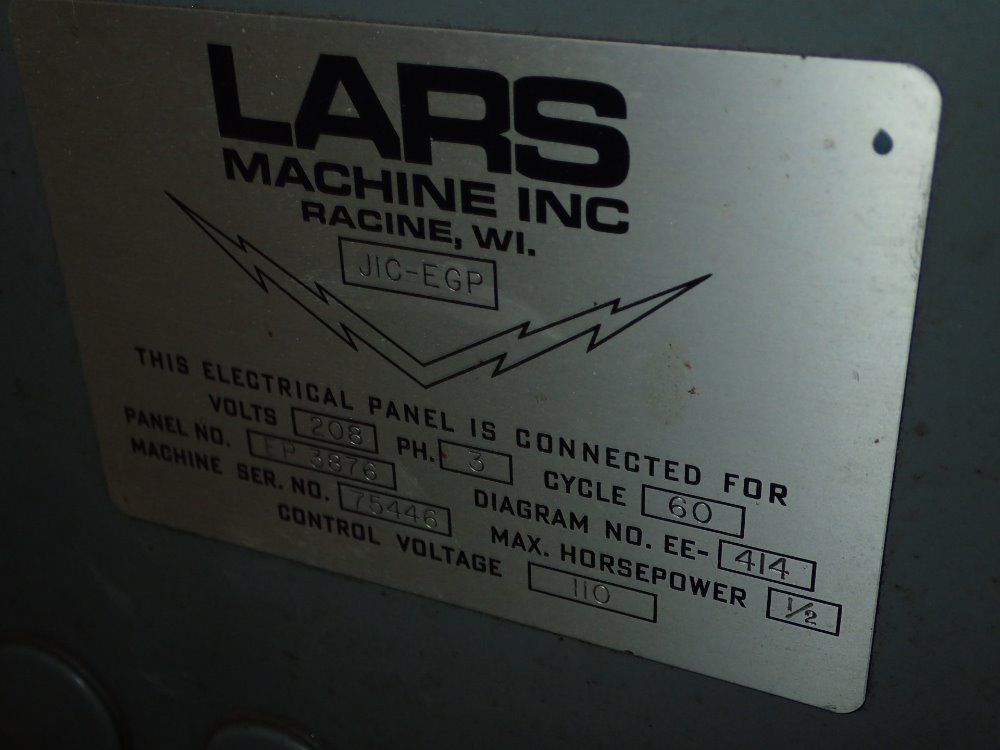 LARS
MACHINE INC
RACINE, WI.
JIC-EGP
THIS ELECTRICAL PANEL IS CONNECTED FOR
VOLTS 208 PH. 3 CYCLE 60
PANEL NO. EP 3876 DIAGRAM NO. EE- 414
MACHINE SER. NO. 75446 MAX. HORSEPOWER 1/2
CONTROL VOLTAGE 110